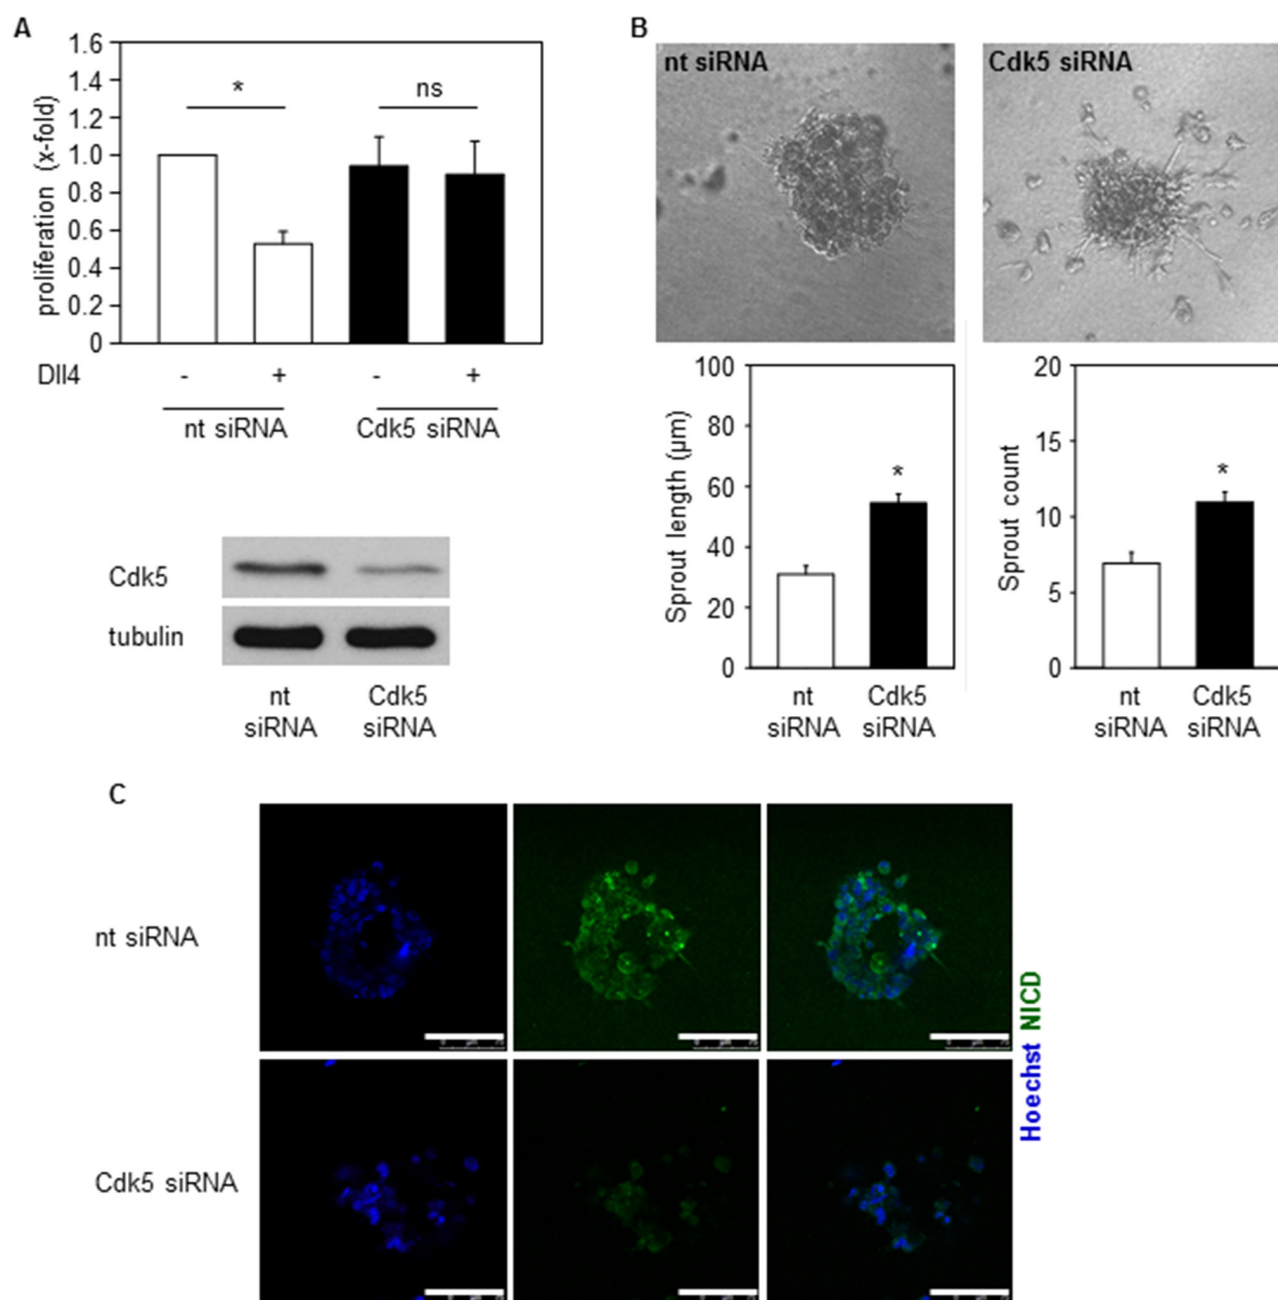 A
1.6
1.4
1.2
1.0
0.8
0.6
0.4
0.2
0
proliferation (x-fold)
*
ns
Dll4 - + - +
nt siRNA Cdk5 siRNA
Cdk5
tubulin
nt siRNA
Cdk5 siRNA
B
nt siRNA
Cdk5 siRNA
100
80
60
40
20
0
Sprout length (µm)
*
nt siRNA
Cdk5 siRNA
20
15
10
5
0
Sprout count
*
nt siRNA
Cdk5 siRNA
C
nt siRNA
Cdk5 siRNA
Hoechst NICD